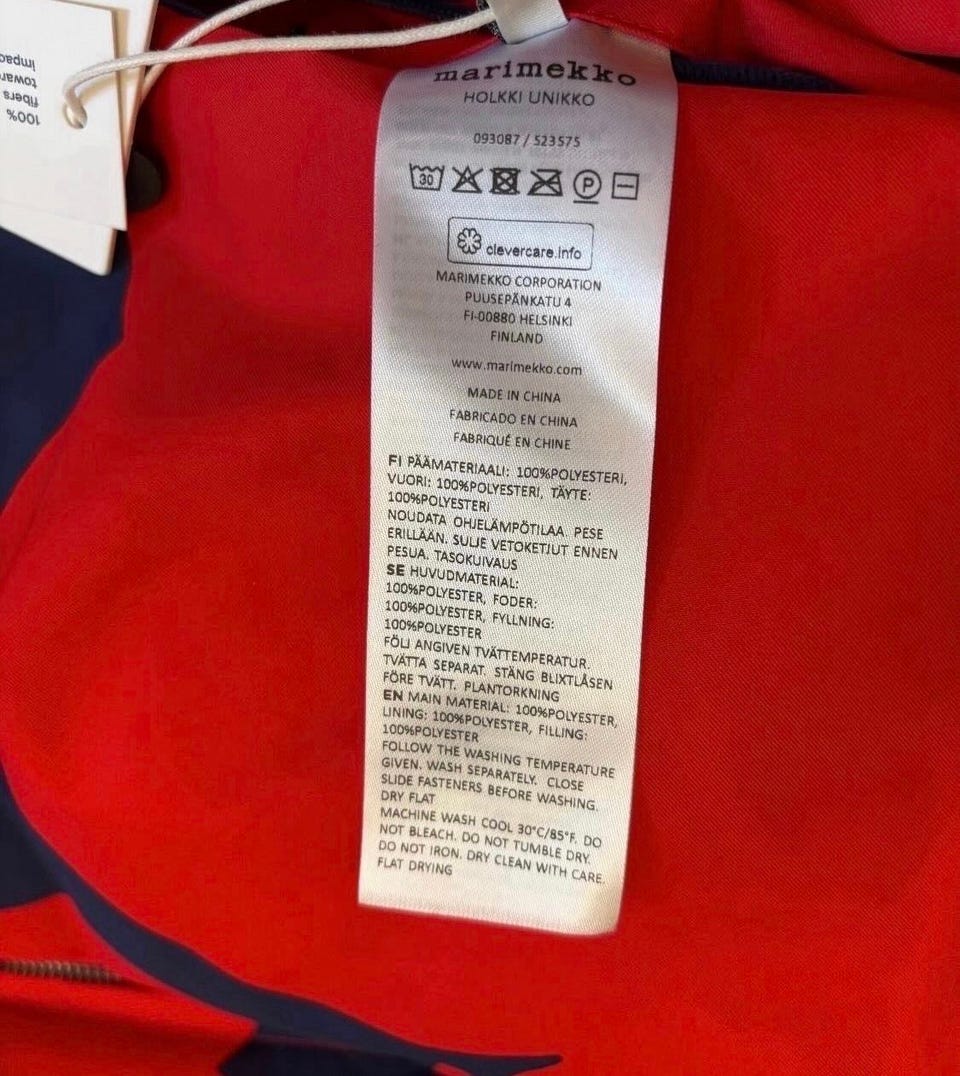 100%
fibers
towar
impac
marimekko
HOLKKI UNIKKO
093087 / 523575
30
P
clevercare.info
MARIMEKKO CORPORATION
PUUSEPÄNKATU 4
FI-00880 HELSINKI
FINLAND
www.marimekko.com
MADE IN CHINA
FABRICADO EN CHINA
FABRIQUÉ EN CHINE
FI PÄÄMATERIAALI: 100%POLYESTERI,
VUORI: 100%POLYESTERI, TÄYTE:
100%POLYESTERI
NOUDATA OHJELÄMPÖTILAA. PESE
ERILLÄÄN. SULJE VETOKETJUT ENNEN
PESUA. TASOKUIVAUS
SE HUVUDMATERIAL:
100%POLYESTER, FODER:
100%POLYESTER, FYLLNING:
100%POLYESTER
FÖLJ ANGIVEN TVÄTTEMPERATUR.
TVÄTTA SEPARAT. STÄNG BLIXTLÅSEN
FÖRE TVÄTT. PLANTORKNING
EN MAIN MATERIAL: 100%POLYESTER,
LINING: 100%POLYESTER, FILLING:
100%POLYESTER
FOLLOW THE WASHING TEMPERATURE
GIVEN. WASH SEPARATELY. CLOSE
SLIDE FASTENERS BEFORE WASHING.
DRY FLAT
MACHINE WASH COOL 30°C/85°F. DO
NOT BLEACH. DO NOT TUMBLE DRY.
DO NOT IRON. DRY CLEAN WITH CARE.
FLAT DRYING